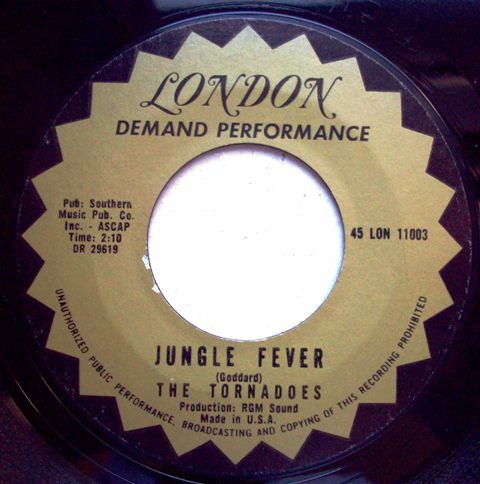 LONDON
DEMAND PERFORMANCE
Pub: Southern
Music Pub. Co.
Inc. - ASCAP
Time: 2:10
DR 29619
45 LON 11003
JUNGLE FEVER
(Goddard)
THE TORNADOES
Production: RGM Sound
Made in U.S.A.
UNAUTHORIZED PUBLIC PERFORMANCE, BROADCASTING AND COPYING OF THIS RECORDING PROHIBITED